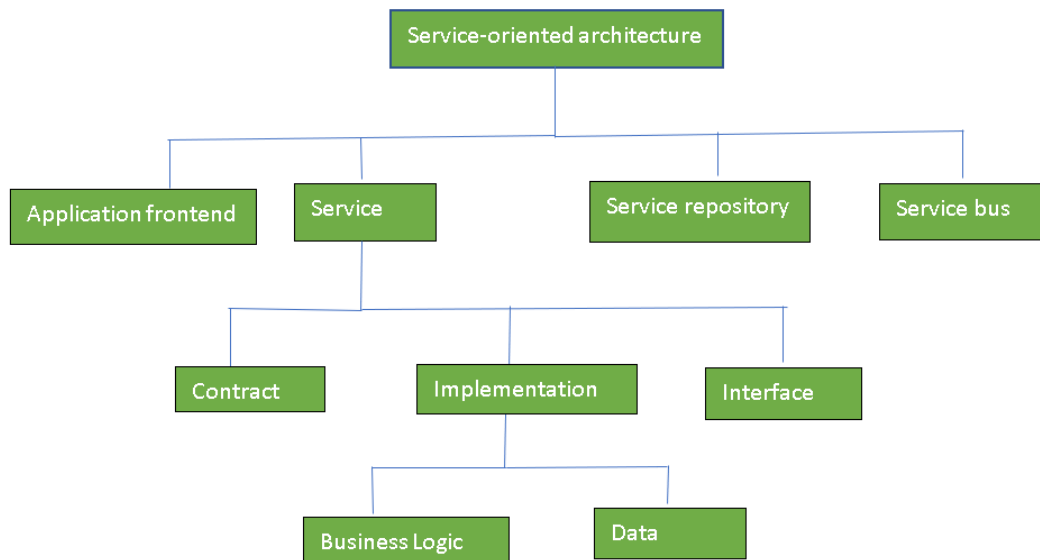 Service-oriented architecture
Application frontend
Service
Service repository
Service bus
Contract
Implementation
Interface
Business Logic
Data